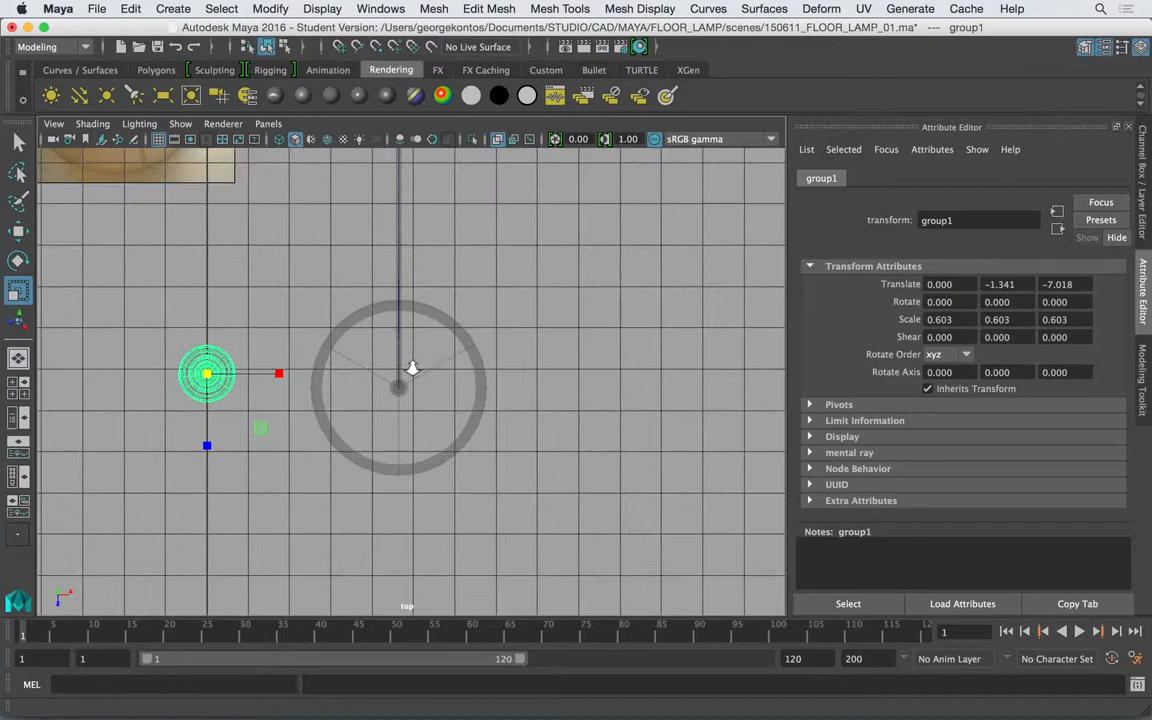 Maya File Edit Create Select Modify Display Windows Mesh Edit Mesh Mesh Tools Mesh Display Curves Surfaces Deform UV Generate Cache Help
Autodesk Maya 2016 - Student Version: /Users/georgekontos/Documents/STUDIO/CAD/MAYA/FLOOR_LAMP/scenes/150611_FLOOR_LAMP_01.ma* --- group1
Modeling No Live Surface
Curves / Surfaces Polygons Sculpting Rigging Animation Rendering FX FX Caching Custom Bullet TURTLE XGen
View Shading Lighting Show Renderer Panels
0.00 1.00 sRGB gamma
Attribute Editor
List Selected Focus Attributes Show Help
group1
transform: group1
Focus
Presets
Show Hide
Transform Attributes
Translate 0.000 -1.341 -7.018
Rotate 0.000 0.000 0.000
Scale 0.603 0.603 0.603
Shear 0.000 0.000 0.000
Rotate Order xyz
Rotate Axis 0.000 0.000 0.000
Inherits Transform
Pivots
Limit Information
Display
mental ray
Node Behavior
UUID
Extra Attributes
Notes: group1
Select Load Attributes Copy Tab
Channel Box / Layer Editor
Attribute Editor
Modeling Toolkit
top
1 5 10 15 20 25 30 35 40 45 50 55 60 65 70 75 80 85 90 95 100 105 110 115 12 1
1 1 1 120 120 200 No Anim Layer No Character Set
MEL